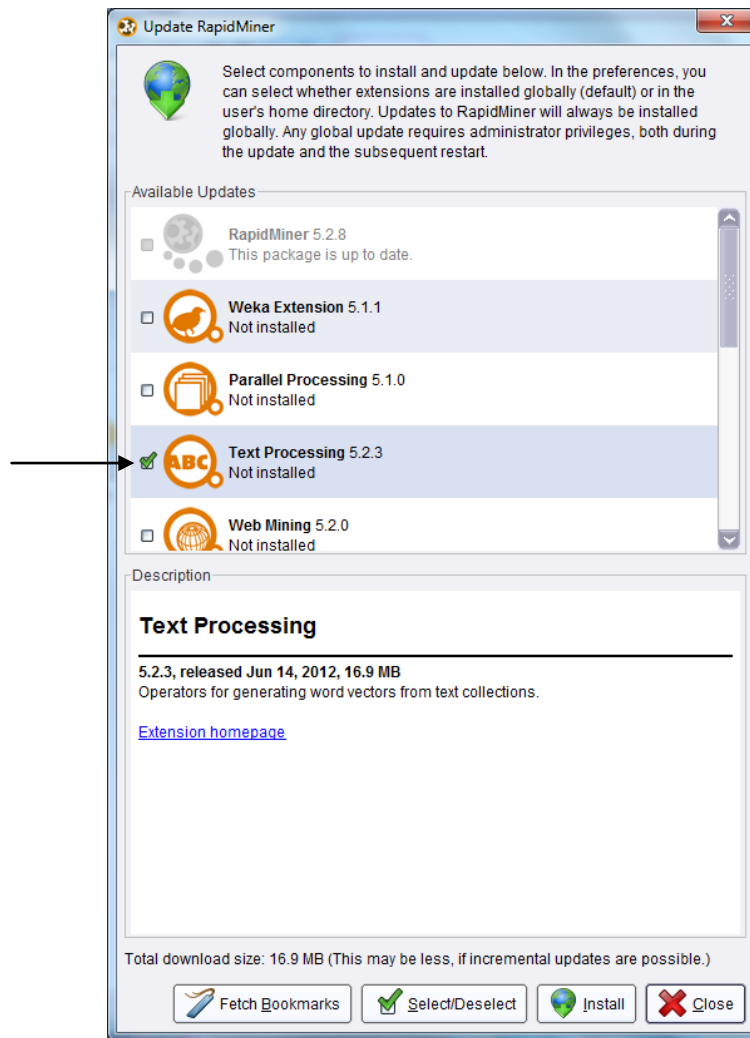 Update RapidMiner
Select components to install and update below. In the preferences, you
can select whether extensions are installed globally (default) or in the
user's home directory. Updates to RapidMiner will always be installed
globally. Any global update requires administrator privileges, both during
the update and the subsequent restart.
Available Updates
RapidMiner 5.2.8
This package is up to date.
Weka Extension 5.1.1
Not installed
Parallel Processing 5.1.0
Not installed
ABC
Text Processing 5.2.3
Not installed
Web Mining 5.2.0
Not installed
Description
Text Processing
5.2.3, released Jun 14, 2012, 16.9 MB
Operators for generating word vectors from text collections.
Extension homepage
Total download size: 16.9 MB (This may be less, if incremental updates are possible.)
Fetch Bookmarks
Select/Deselect
Install
Close